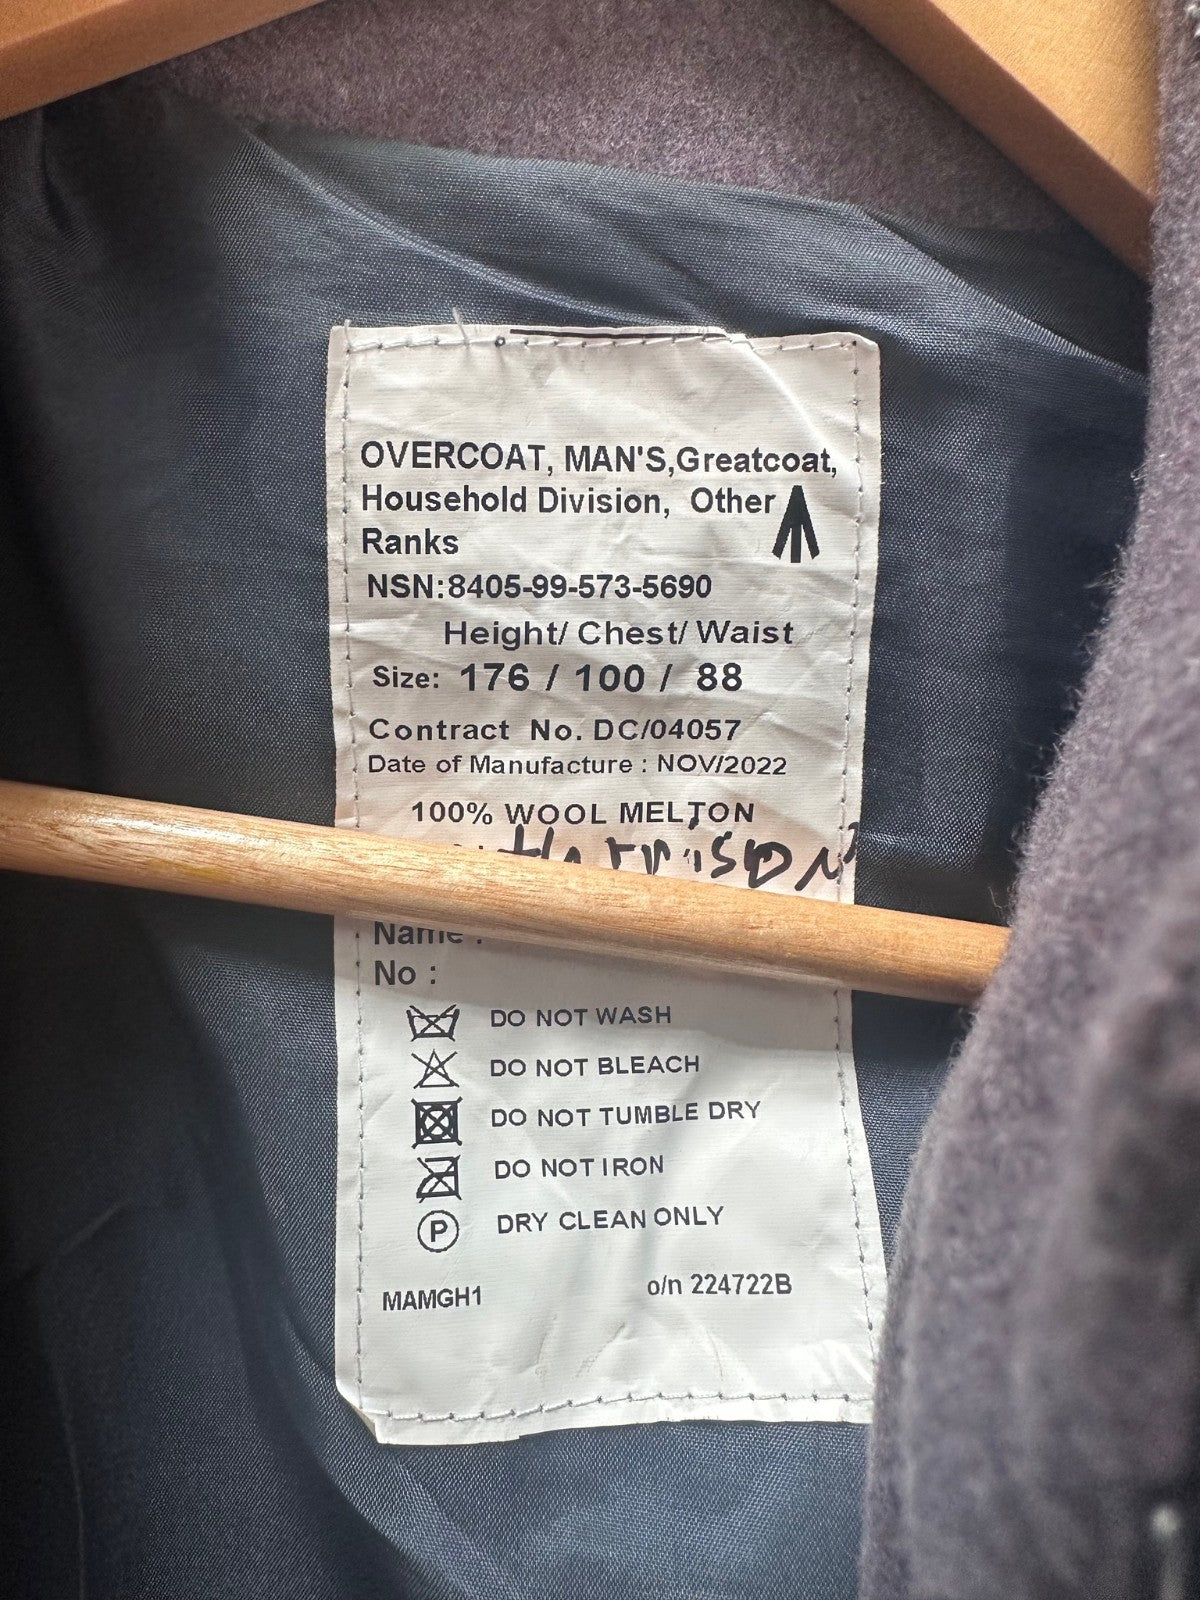 OVERCOAT, MAN'S,Greatcoat,
Household Division, Other
Ranks
NSN:8405-99-573-5690
Height/ Chest/ Waist
Size: 176 / 100 / 88
Contract No. DC/04057
Date of Manufacture : NOV/2022
100% WOOL MELTON
Harrison
Name :
No :
DO NOT WASH
DO NOT BLEACH
DO NOT TUMBLE DRY
DO NOT IRON
P DRY CLEAN ONLY
MAMGH1 o/n 224722B